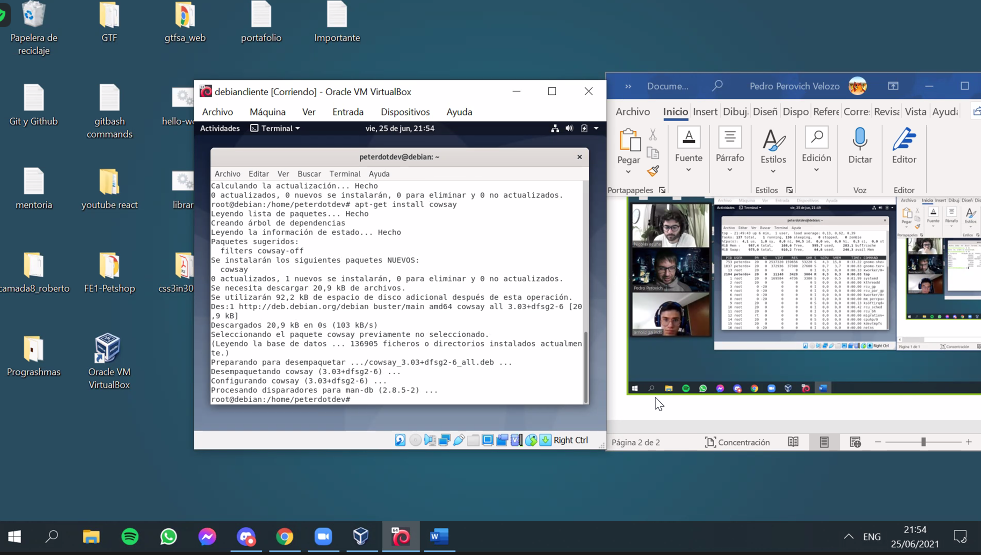 Papelera de reciclaje
GTF
gtfsa_web
portafolio
Importante
Git y Github
gitbash commands
hello-w
mentoria
youtube react
librar
camada8_roberto
FE1-Petshop
css3in30
Prograshmas
Oracle VM VirtualBox
debiancliente [Corriendo] - Oracle VM VirtualBox
Archivo Máquina Ver Entrada Dispositivos Ayuda
Actividades Terminal vie, 25 de jun, 21:54
peterdotdev@debian: ~
Archivo Editar Ver Buscar Terminal Ayuda
Calculando la actualización... Hecho
0 actualizados, 0 nuevos se instalarán, 0 para eliminar y 0 no actualizados.
root@debian:/home/peterdotdev# apt-get install cowsay
Leyendo lista de paquetes... Hecho
Creando árbol de dependencias
Leyendo la información de estado... Hecho
Paquetes sugeridos:
filters cowsay-off
Se instalarán los siguientes paquetes NUEVOS:
cowsay
0 actualizados, 1 nuevos se instalarán, 0 para eliminar y 0 no actualizados.
Se necesita descargar 20,9 kB de archivos.
Se utilizarán 92,2 kB de espacio de disco adicional después de esta operación.
Des:1 http://deb.debian.org/debian buster/main amd64 cowsay all 3.03+dfsg2-6 [20
,9 kB]
Descargados 20,9 kB en 0s (103 kB/s)
Seleccionando el paquete cowsay previamente no seleccionado.
(Leyendo la base de datos ... 136905 ficheros o directorios instalados actualmen
te.)
Preparando para desempaquetar .../cowsay_3.03+dfsg2-6_all.deb ...
Desempaquetando cowsay (3.03+dfsg2-6) ...
Configurando cowsay (3.03+dfsg2-6) ...
Procesando disparadores para man-db (2.8.5-2) ...
root@debian:/home/peterdotdev#
Right Ctrl
Docume... Pedro Perovich Velozo
Archivo Inicio Insert Dibuj Diseñ Dispo Refere Corre: Revisa Vista Ayuda
Pegar Fuente Párrafo Estilos Edición Dictar Editor
Portapapeles Estilos Voz Editor
Página 2 de 2 Concentración
ENG 21:54
25/06/2021